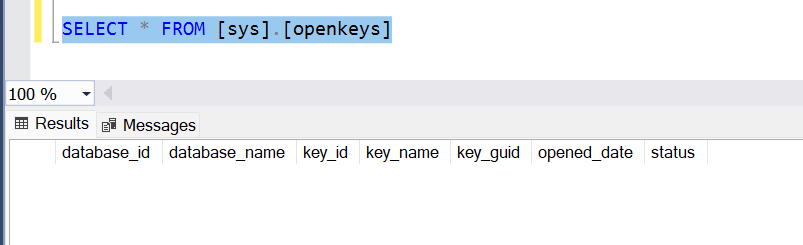 SELECT * FROM [sys].[openkeys]
100 %
Results Messages
database_id database_name key_id key_name key_guid opened_date status